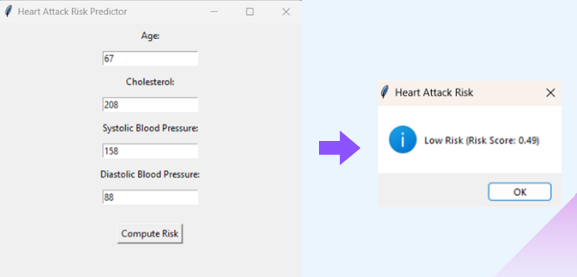 Heart Attack Risk Predictor
Age:
67
Cholesterol:
208
Systolic Blood Pressure:
158
Diastolic Blood Pressure:
88
Compute Risk
Heart Attack Risk
Low Risk (Risk Score: 0.49)
OK